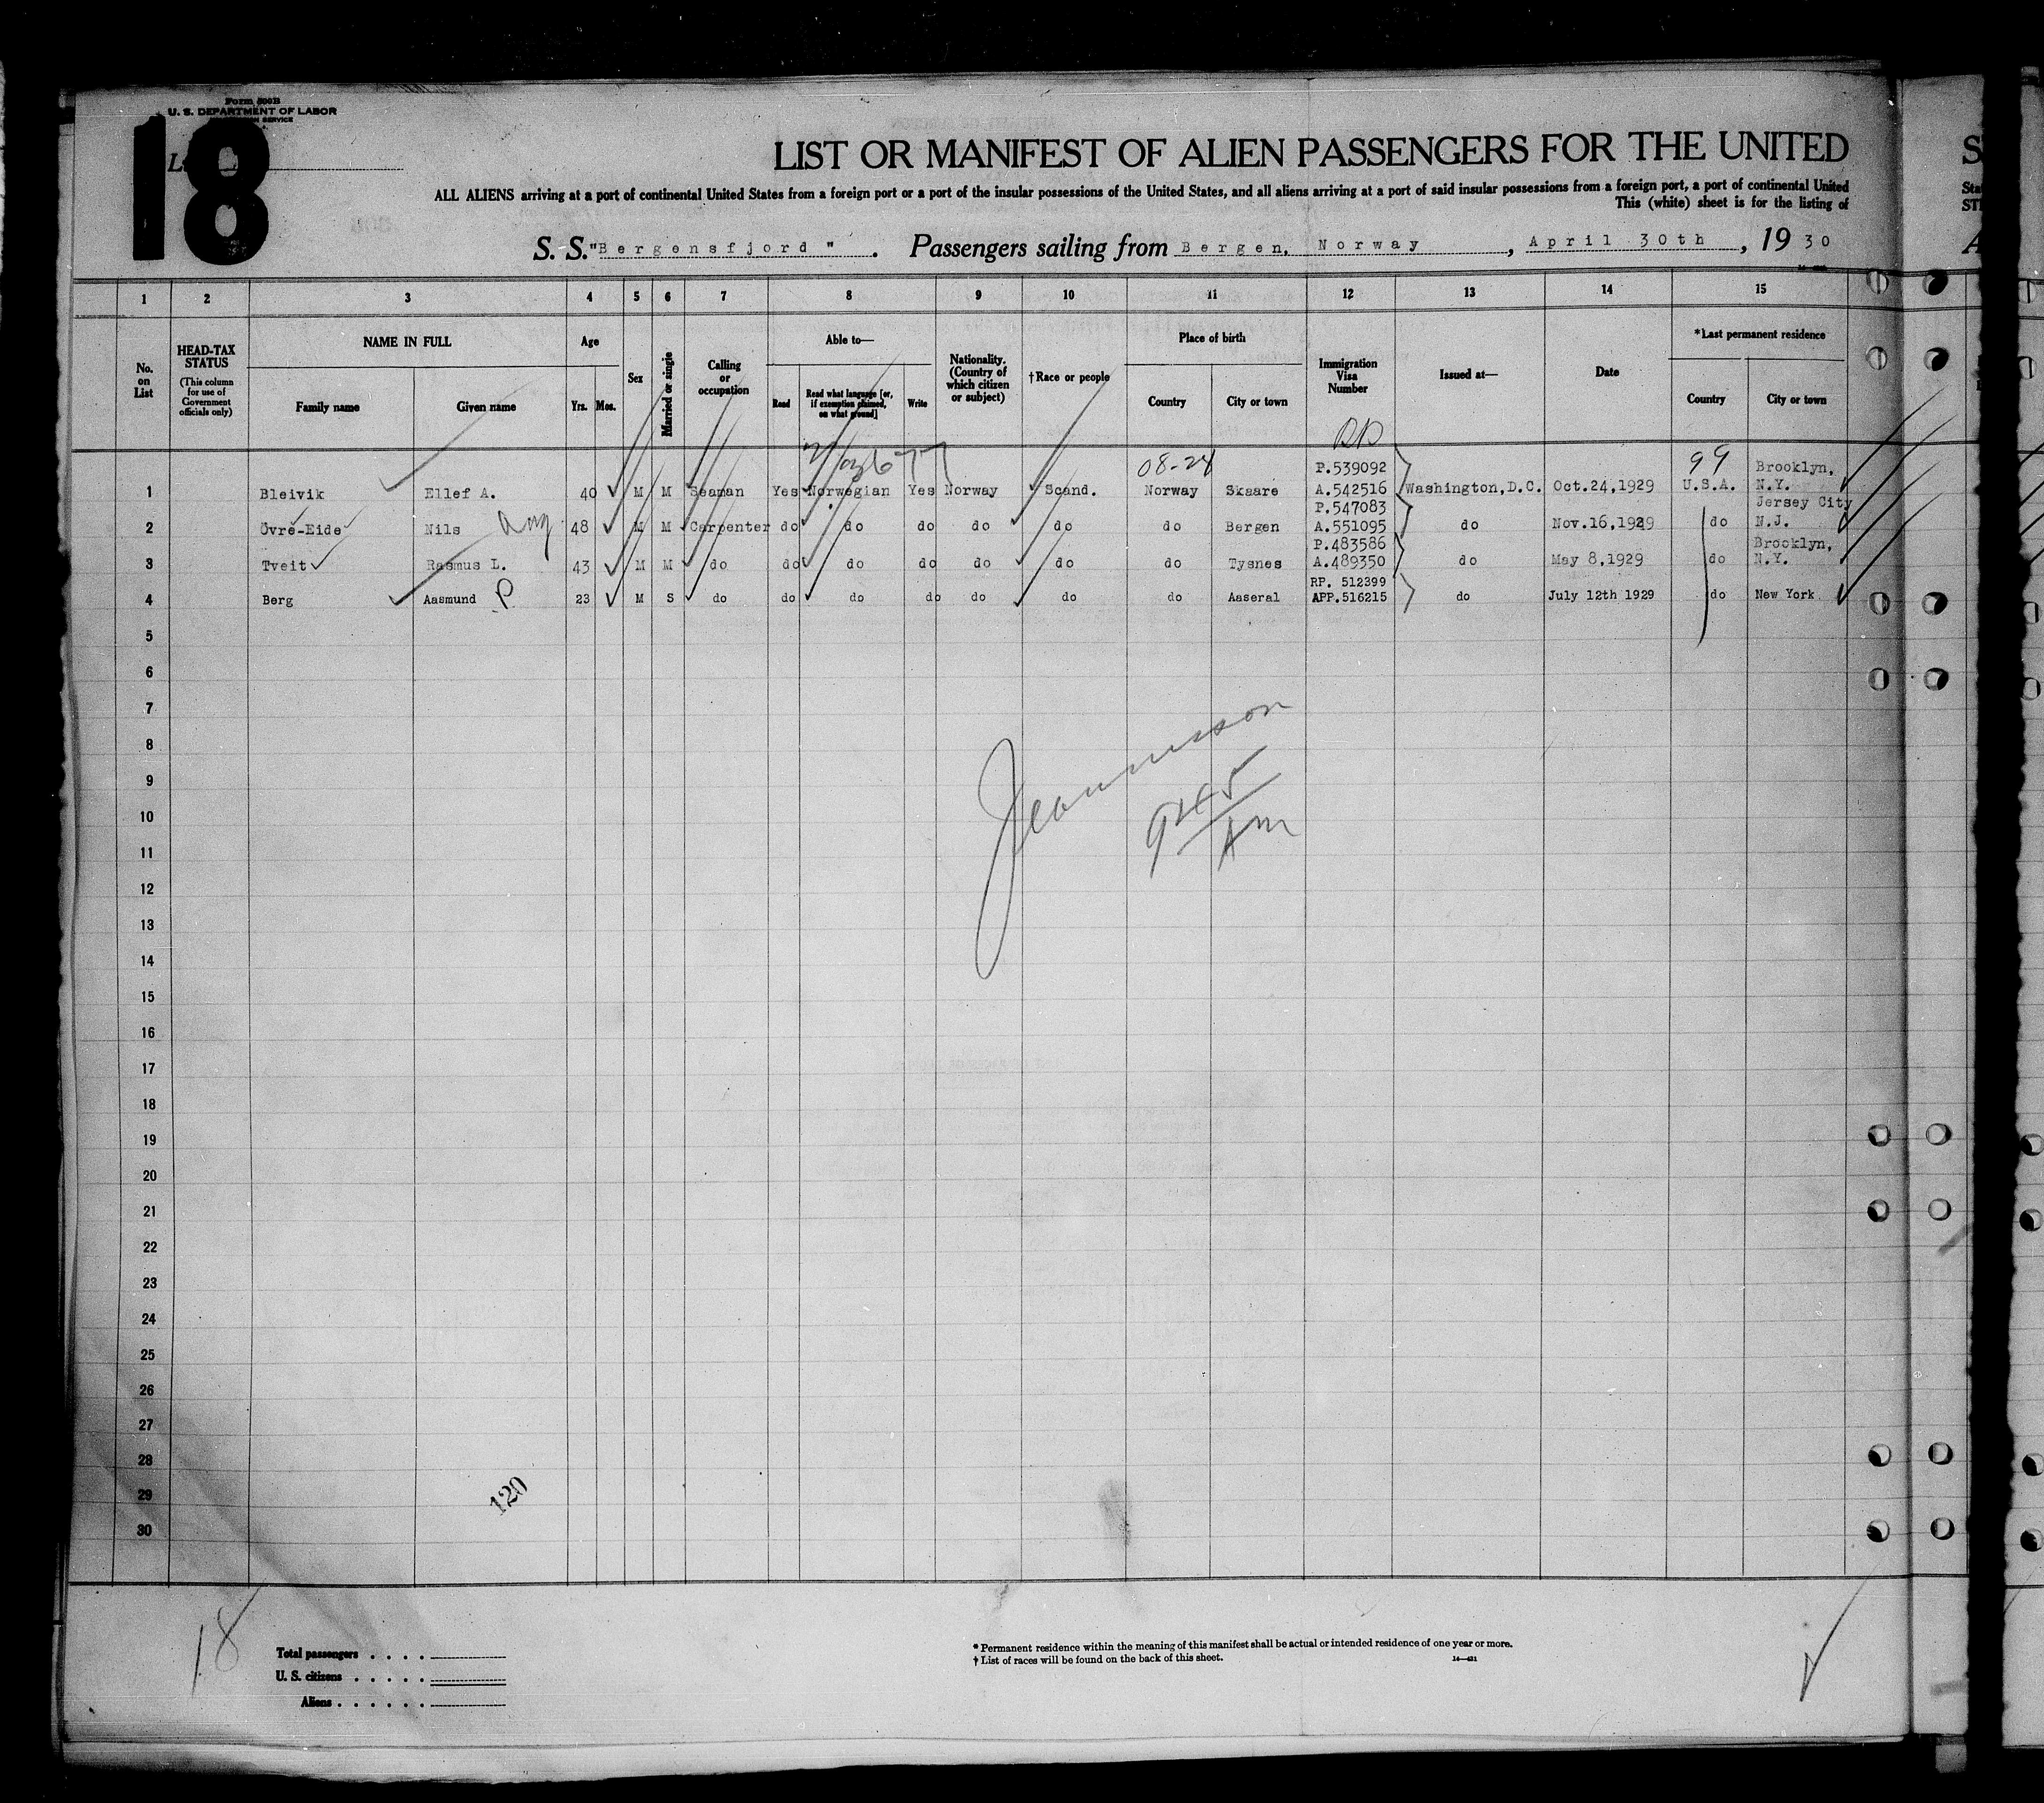 Form 500B
U. S. DEPARTMENT OF LABOR
SERVICE
18
LIST OR MANIFEST OF ALIEN PASSENGERS FOR THE UNITED
ALL ALIENS arriving at a port of continental United States from a foreign port or a port of the insular possessions of the United States, and all aliens arriving at a port of said insular possessions from a foreign port, a port of continental United
This (white) sheet is for the listing of
S. S. "Bergensfjord". Passengers sailing from Bergen, Norway, April 30th, 1930
1 2 3 4 5 6 7 8 9 10 11 12 13 14 15
No. on List
HEAD-TAX STATUS (This column for use of Government officials only)
NAME IN FULL
Family name
Given name
Age
Yrs. Mos.
Sex
Married or single
Calling or occupation
Able to—
Read
Read what language [or, if exemption claimed, on what ground]
Write
Nationality. (Country of which citizen or subject)
†Race or people
Place of birth
Country
City or town
Immigration Visa Number
Issued at—
Date
*Last permanent residence
Country
City or town
08-24
99
1 Bleivik Ellef A. 40 M M Seaman Yes Norwegian Yes Norway Scand. Norway Skaare P.539092 A.542516 Washington, D.C. Oct.24,1929 U.S.A. Brooklyn, N.Y.
2 Övre-Eide Nils Aug 48 M M Carpenter do do do do do do Bergen P.547083 A.551095 do Nov.16,1929 do Jersey City N.J.
3 Tveit Rasmus L. 43 M M do do do do do do do Tysnes P.483586 A.489350 do May 8,1929 do Brooklyn, N.Y.
4 Berg Aasmund P 23 M S do do do do do do do Aaseral RP. 512399 APP.516215 do July 12th 1929 do New York
5
6
7
8
9
10
11
12
13
14
15
16
17
18
19
20
21
22
23
24
25
26
27
28
29
30
945 AM
120
18
Total passengers . . . .
U. S. citizens . . . . .
Aliens . . . . . .
* Permanent residence within the meaning of this manifest shall be actual or intended residence of one year or more.
† List of races will be found on the back of this sheet.